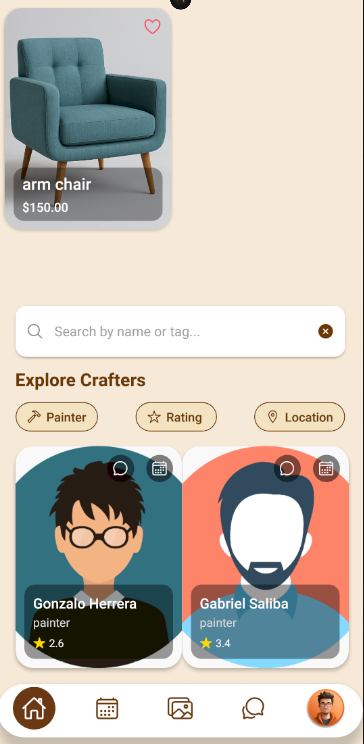 arm chair
$150.00
Search by name or tag...
Explore Crafters
Painter
Rating
Location
Gonzalo Herrera
painter
2.6
Gabriel Saliba
painter
3.4